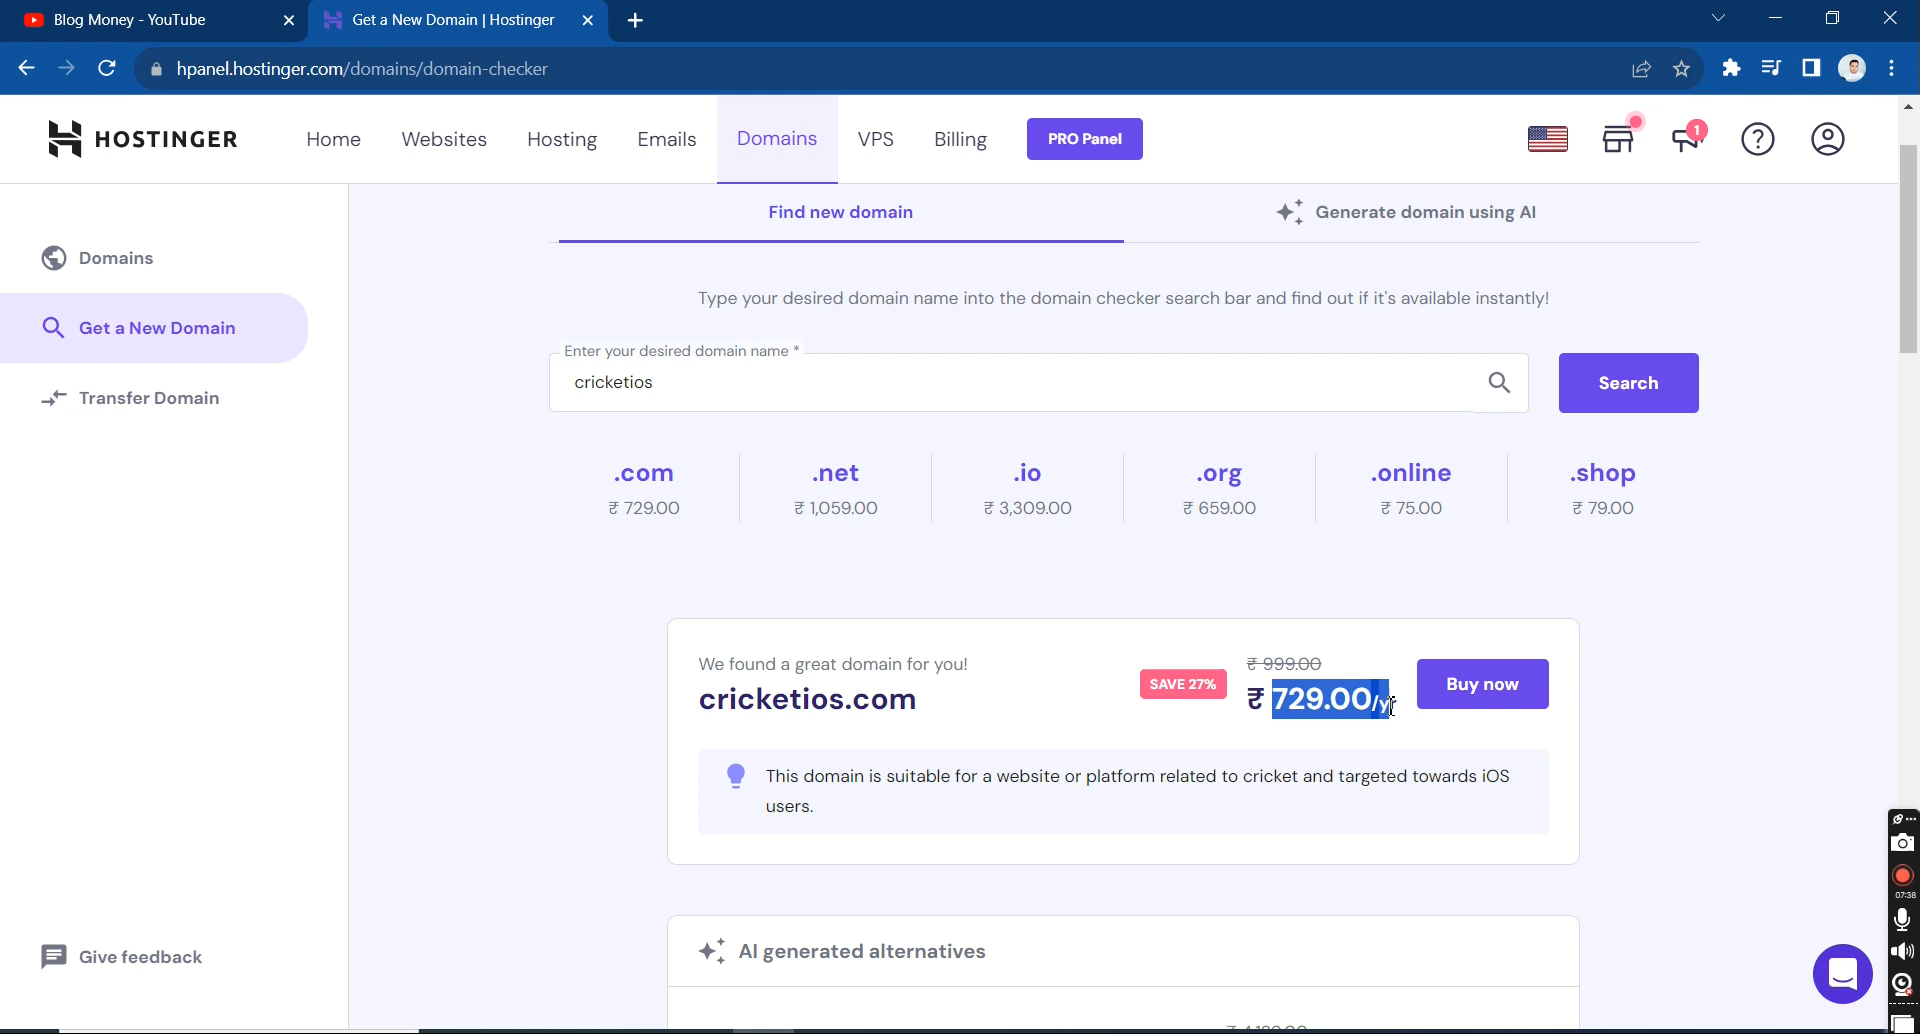 Blog Money - YouTube
Get a New Domain | Hostinger
hpanel.hostinger.com/domains/domain-checker
HOSTINGER
Home
Websites
Hosting
Emails
Domains
VPS
Billing
PRO Panel
1
Domains
Get a New Domain
Transfer Domain
Give feedback
Find new domain
Generate domain using AI
Type your desired domain name into the domain checker search bar and find out if it's available instantly!
Enter your desired domain name *
cricketios
Search
.com
₹ 729.00
.net
₹ 1,059.00
.io
₹ 3,309.00
.org
₹ 659.00
.online
₹ 75.00
.shop
₹ 79.00
We found a great domain for you!
cricketios.com
SAVE 27%
₹ 999.00
₹ 729.00/yr
Buy now
This domain is suitable for a website or platform related to cricket and targeted towards iOS
users.
AI generated alternatives
07:38